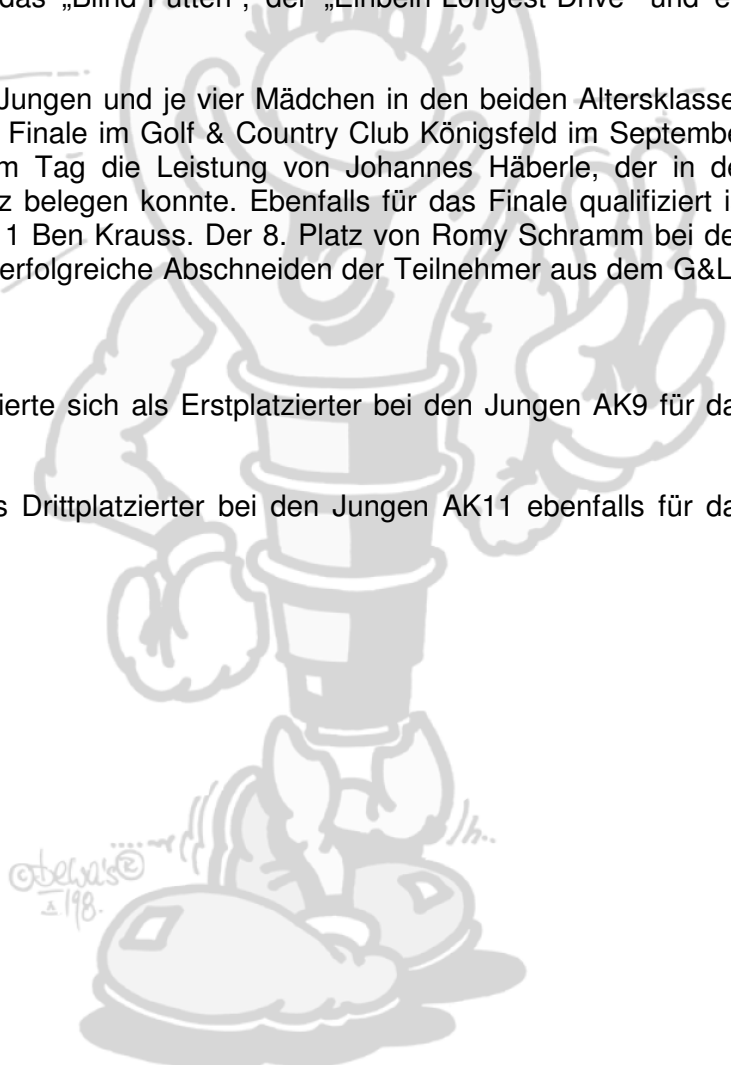 das „Blind-Putten“, der „Einbein-Longest-Drive“ und e
Jungen und je vier Mädchen in den beiden Altersklasse
Finale im Golf & Country Club Königsfeld im Septembe
m Tag die Leistung von Johannes Häberle, der in de
z belegen konnte. Ebenfalls für das Finale qualifiziert i
1 Ben Krauss. Der 8. Platz von Romy Schramm bei de
erfolgreiche Abschneiden der Teilnehmer aus dem G&L
ierte sich als Erstplatzierter bei den Jungen AK9 für da
s Drittplatzierter bei den Jungen AK11 ebenfalls für da